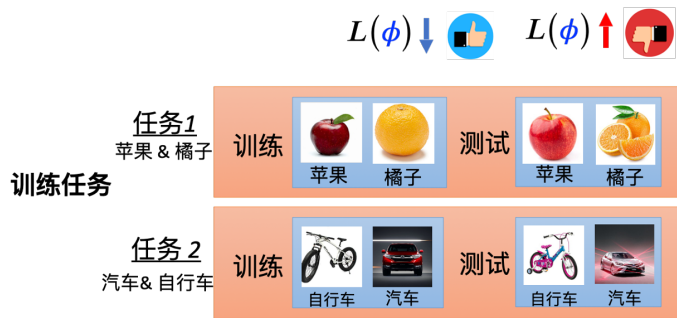 L(ϕ) L(ϕ)
任务1
苹果 & 橘子
训练 测试
苹果 橘子 苹果 橘子
训练任务
任务 2
汽车& 自行车
训练 测试
自行车 汽车 自行车 汽车